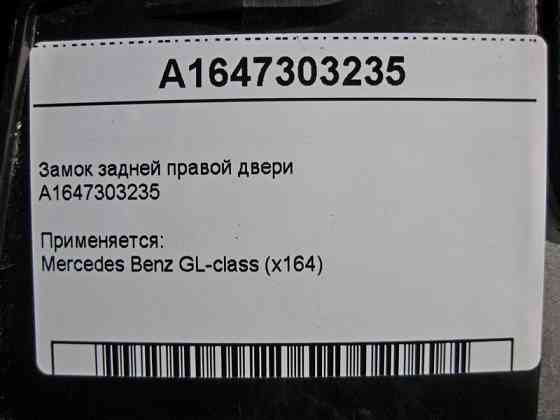 A1647303235
Замок задней правой двери
A1647303235
Применяется:
Mercedes Benz GL-class (x164)